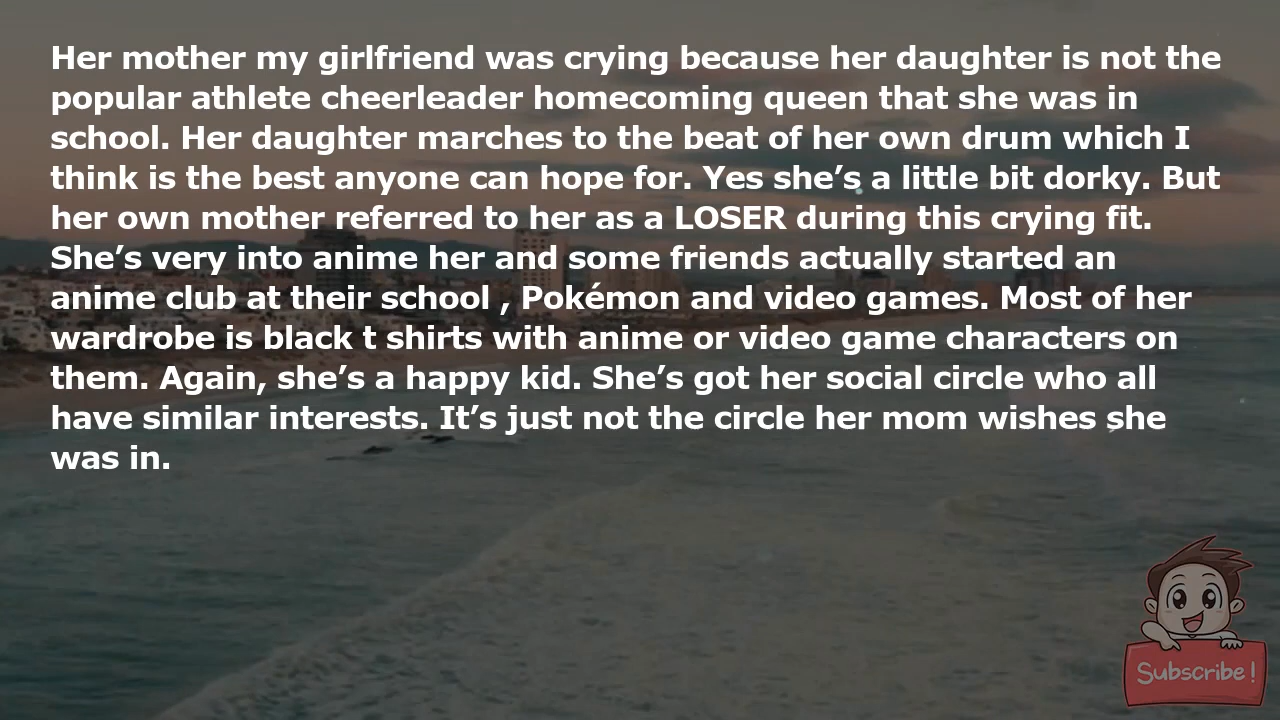 Her mother my girlfriend was crying because her daughter is not the
popular athlete cheerleader homecoming queen that she was in
school. Her daughter marches to the beat of her own drum which I
think is the best anyone can hope for. Yes she’s a little bit dorky. But
her own mother referred to her as a LOSER during this crying fit.
She’s very into anime her and some friends actually started an
anime club at their school , Pokémon and video games. Most of her
wardrobe is black t shirts with anime or video game characters on
them. Again, she’s a happy kid. She’s got her social circle who all
have similar interests. It’s just not the circle her mom wishes she
was in.
Subscribe!